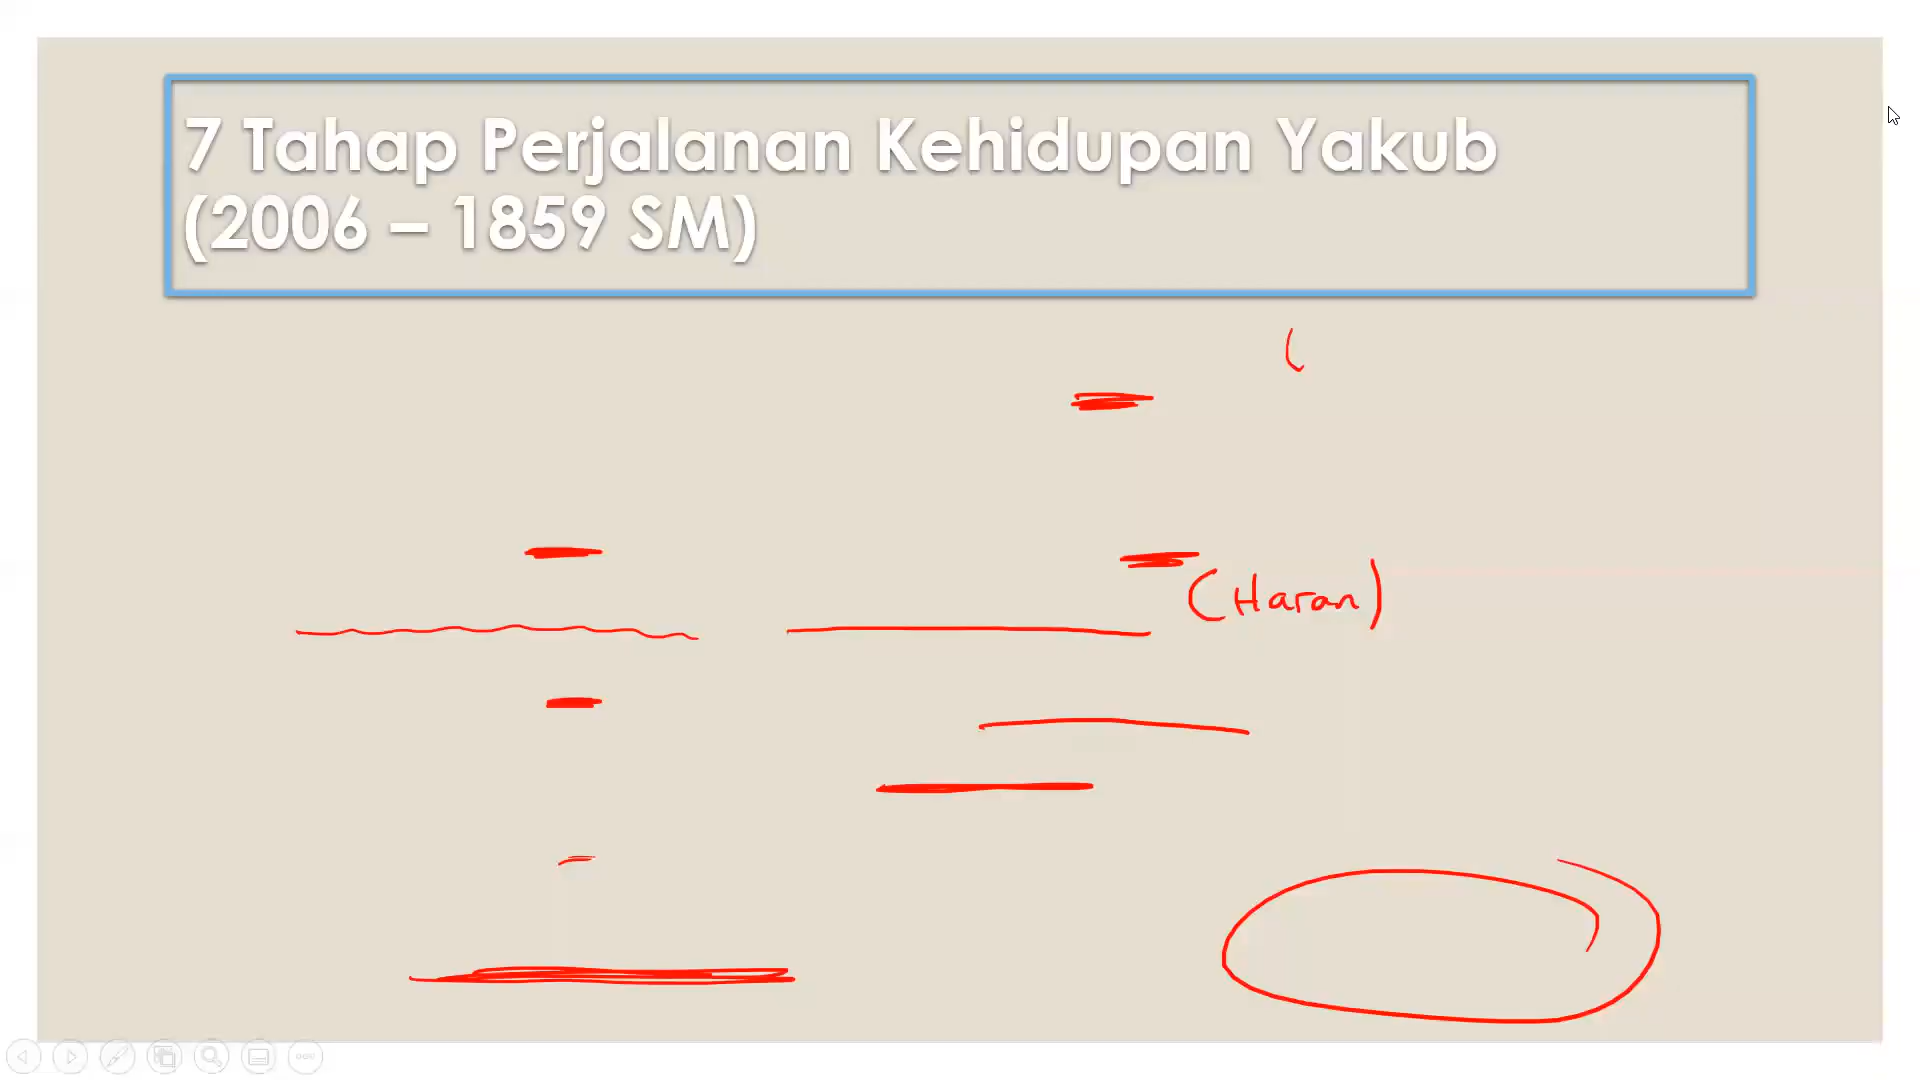 7 Tahap Perjalanan Kehidupan Yakub
(2006 – 1859 SM)
(Haran)